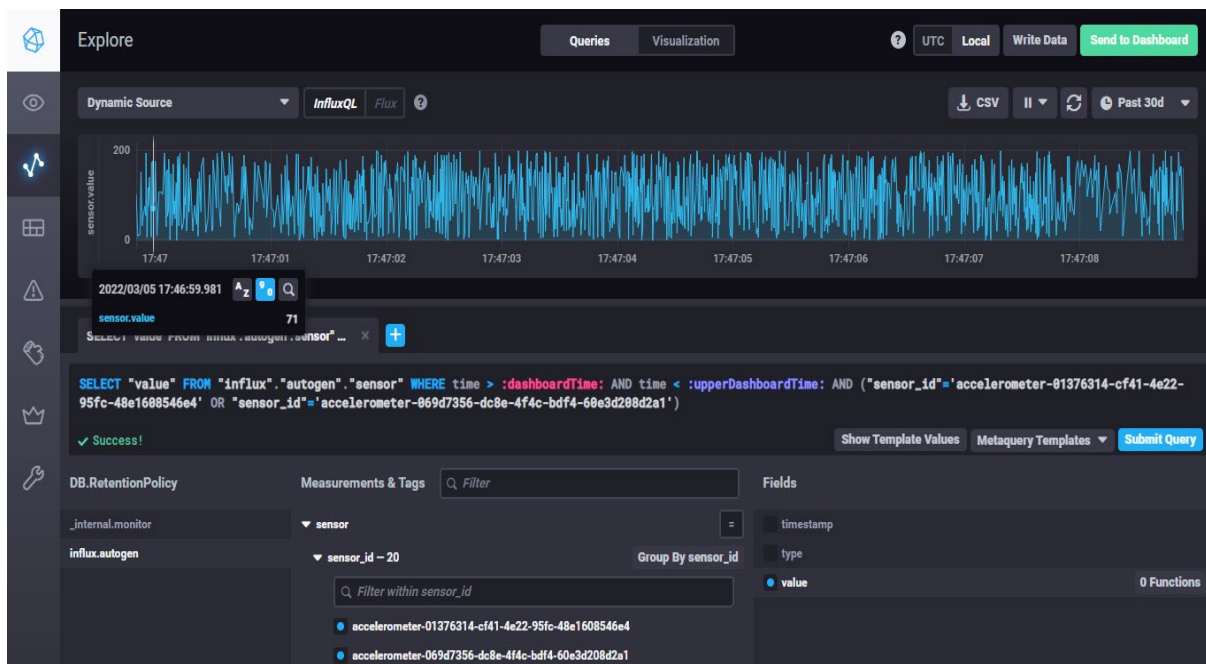 Explore
Queries
Visualization
UTC
Local
Write Data
Send to Dashboard
Dynamic Source
InfluxQL
Flux
CSV
Past 30d
sensor.value
200
0
17:47
17:47:01
17:47:02
17:47:03
17:47:04
17:47:05
17:47:06
17:47:07
17:47:08
2022/03/05 17:46:59.981
sensor.value 71
SELECT "value" FROM "influx"."autogen"."sensor" WHERE time > :dashboardTime: AND time < :upperDashboardTime: AND ("sensor_id"='accelerometer-01376314-cf41-4e22-
95fc-48e1608546e4' OR "sensor_id"='accelerometer-069d7356-dc8e-4f4c-bdf4-60e3d208d2a1')
Success!
Show Template Values
Metaquery Templates
Submit Query
DB.RetentionPolicy
Measurements & Tags
Filter
Fields
_internal.monitor
influx.autogen
sensor
=
sensor_id — 20
Group By sensor_id
Filter within sensor_id
accelerometer-01376314-cf41-4e22-95fc-48e1608546e4
accelerometer-069d7356-dc8e-4f4c-bdf4-60e3d208d2a1
timestamp
type
value
0 Functions